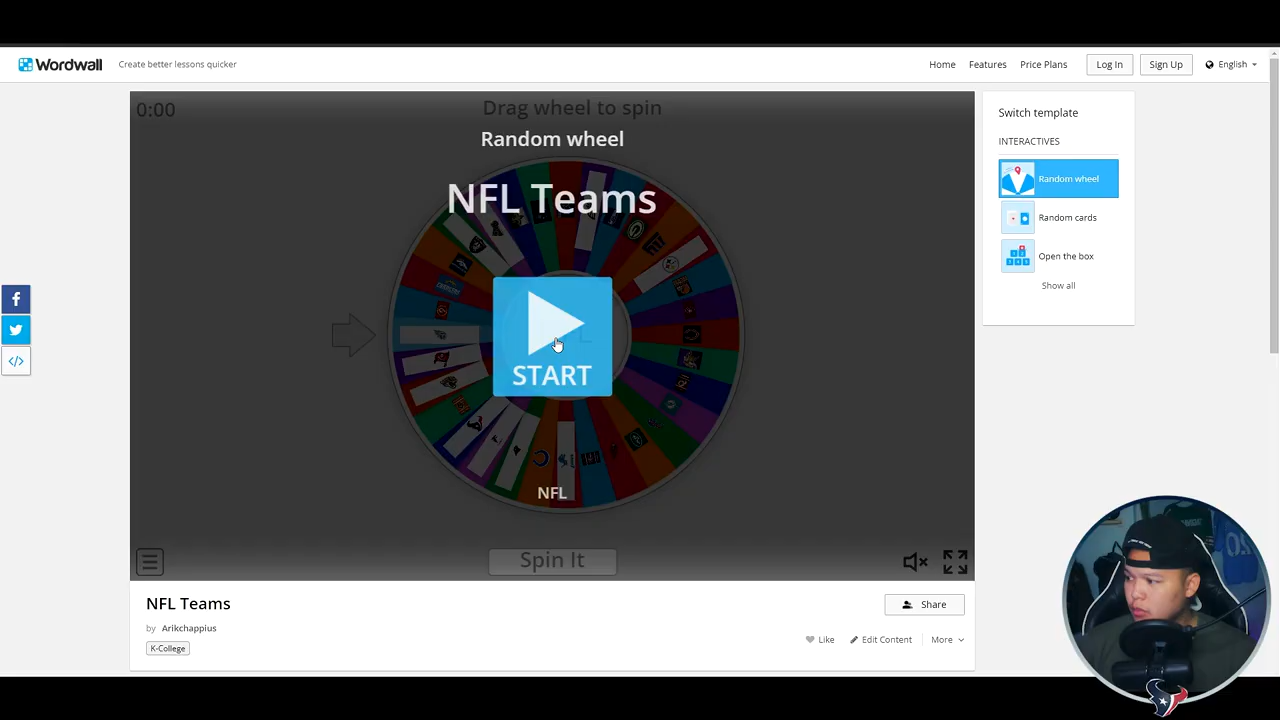 Wordwall
Create better lessons quicker
Home
Features
Price Plans
Log In
Sign Up
English
0:00
Drag wheel to spin
Random wheel
NFL Teams
START
NFL
Spin It
Switch template
INTERACTIVES
Random wheel
Random cards
Open the box
Show all
NFL Teams
by Arikchappius
K-College
Share
Like
Edit Content
More